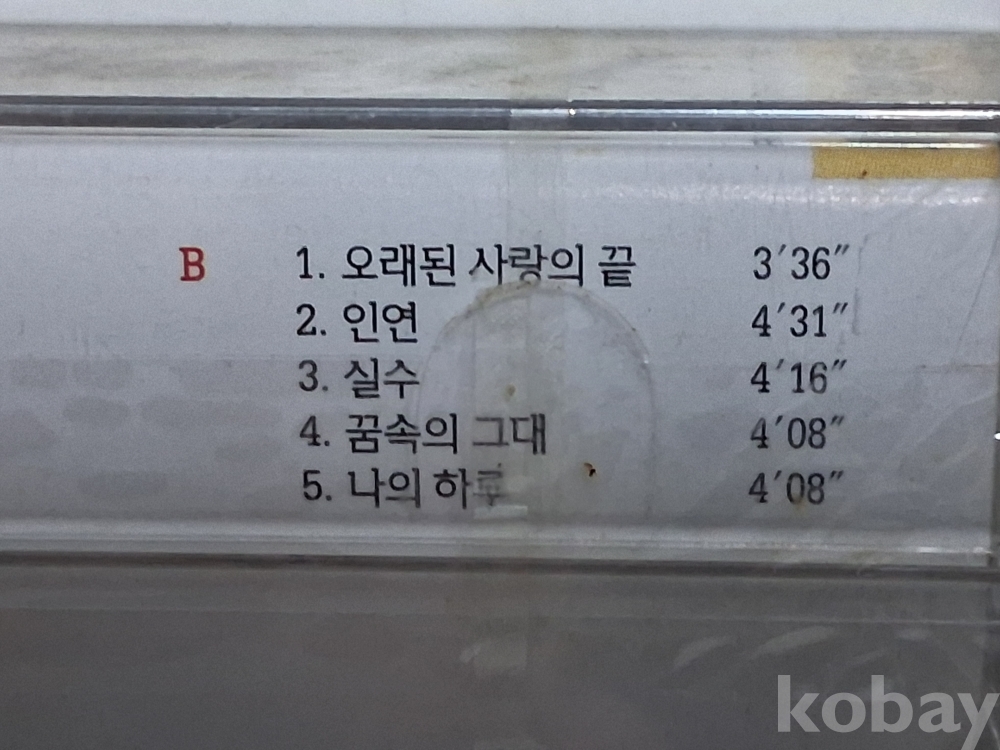 B 1. 오래된 사랑의 끝 3′36″
2. 인연 4′31″
3. 실수 4′16″
4. 꿈속의 그대 4′08″
5. 나의 하루 4′08″
kobay